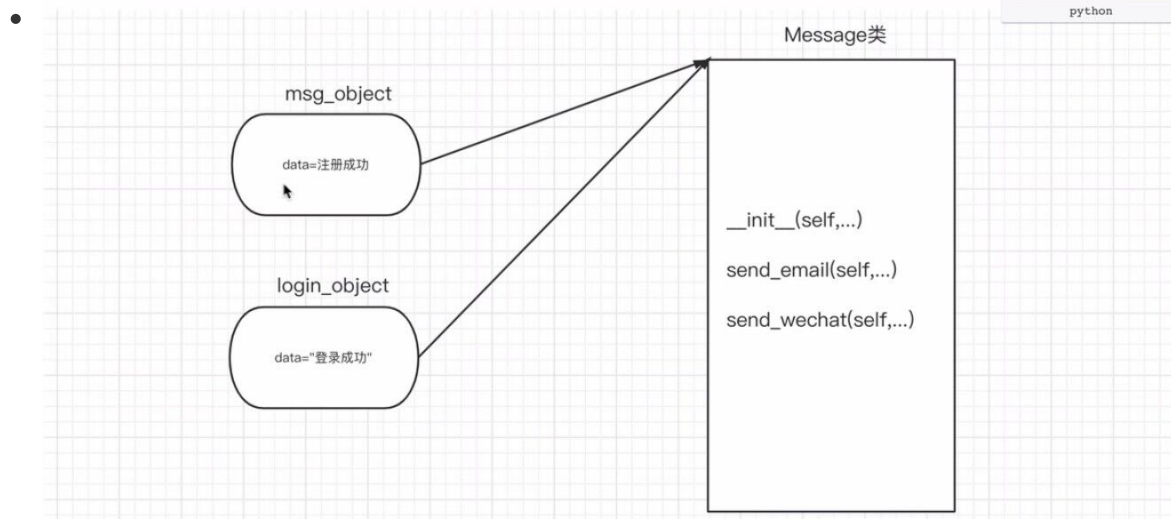 python
Message类
msg_object
data=注册成功
__init__(self,...)
send_email(self,...)
login_object
send_wechat(self,...)
data="登录成功"